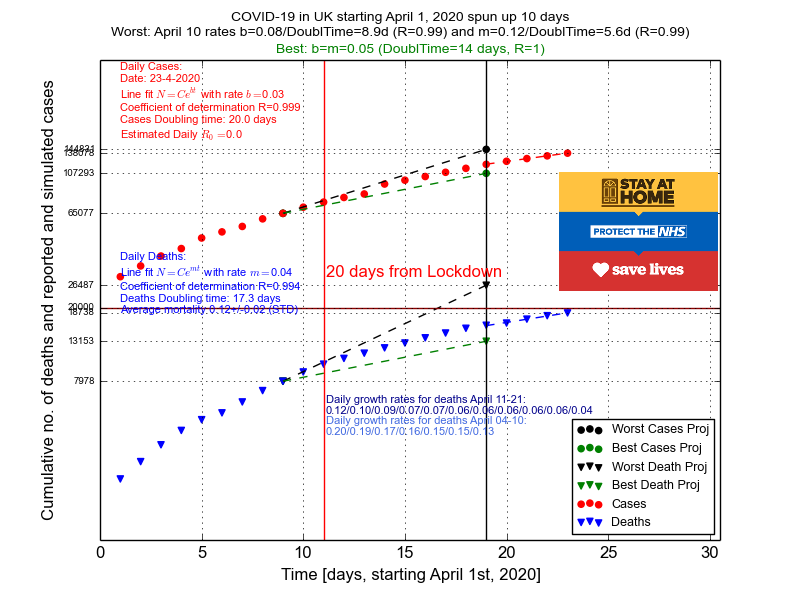 COVID-19 in UK starting April 1, 2020 spun up 10 days
Worst: April 10 rates b=0.08/DoublTime=8.9d (R=0.99) and m=0.12/DoublTime=5.6d (R=0.99)
Best: b=m=0.05 (DoublTime=14 days, R=1)
Daily Cases:
Date: 23-4-2020
Line fit N = Ce^{bt} with rate b =0.03
Coefficient of determination R=0.999
Cases Doubling time: 20.0 days
Estimated Daily R_0 =0.0
138078
107293
65077
26487
20000
18738
13153
7978
Cumulative no. of deaths and reported and simulated cases
STAY AT
HOME
PROTECT THE NHS
save lives
Daily Deaths:
Line fit N = Ce^{mt} with rate m =0.04
Coefficient of determination R=0.994
Deaths Doubling time: 17.3 days
Average mortality 0.12+/-0.02 (STD)
20 days from Lockdown
Daily growth rates for deaths April 11-21:
0.12/0.10/0.09/0.07/0.07/0.06/0.06/0.06/0.06/0.06/0.04
Daily growth rates for deaths April 04-10:
0.20/0.19/0.17/0.16/0.15/0.15/0.13
Worst Cases Proj
Best Cases Proj
Worst Death Proj
Best Death Proj
Cases
Deaths
0 5 10 15 20 25 30
Time [days, starting April 1st, 2020]